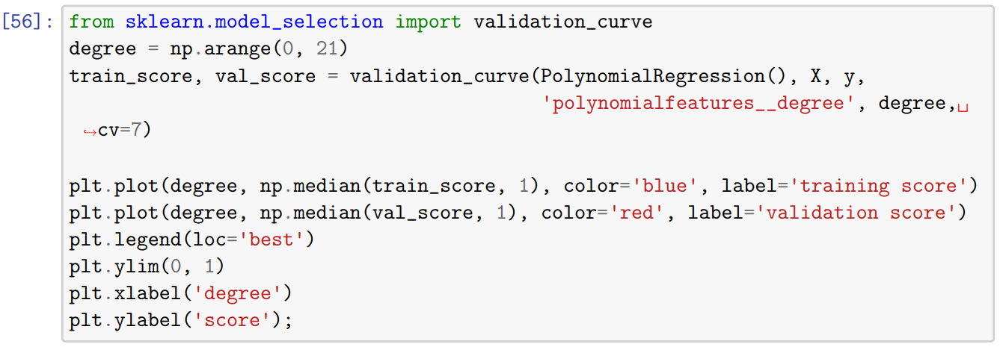 [56]: from sklearn.model_selection import validation_curve
degree = np.arange(0, 21)
train_score, val_score = validation_curve(PolynomialRegression(), X, y,
'polynomialfeatures__degree', degree,␣
↪cv=7)
plt.plot(degree, np.median(train_score, 1), color='blue', label='training score')
plt.plot(degree, np.median(val_score, 1), color='red', label='validation score')
plt.legend(loc='best')
plt.ylim(0, 1)
plt.xlabel('degree')
plt.ylabel('score');